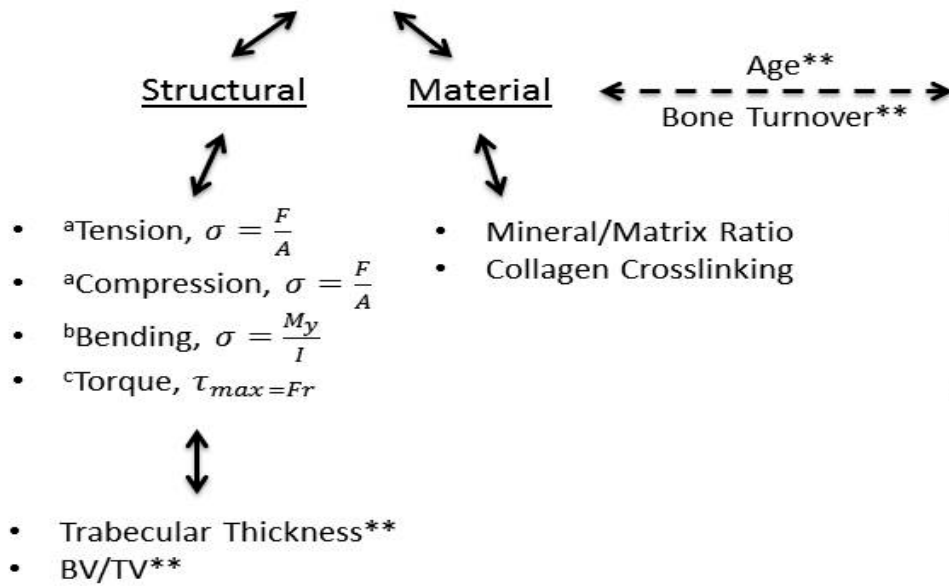 Structural
Material
Age**
Bone Turnover**
• ᵃTension, σ = F/A
• ᵃCompression, σ = F/A
• ᵇBending, σ = My/I
• ᶜTorque, τmax=Fr
• Mineral/Matrix Ratio
• Collagen Crosslinking
• Trabecular Thickness**
• BV/TV**